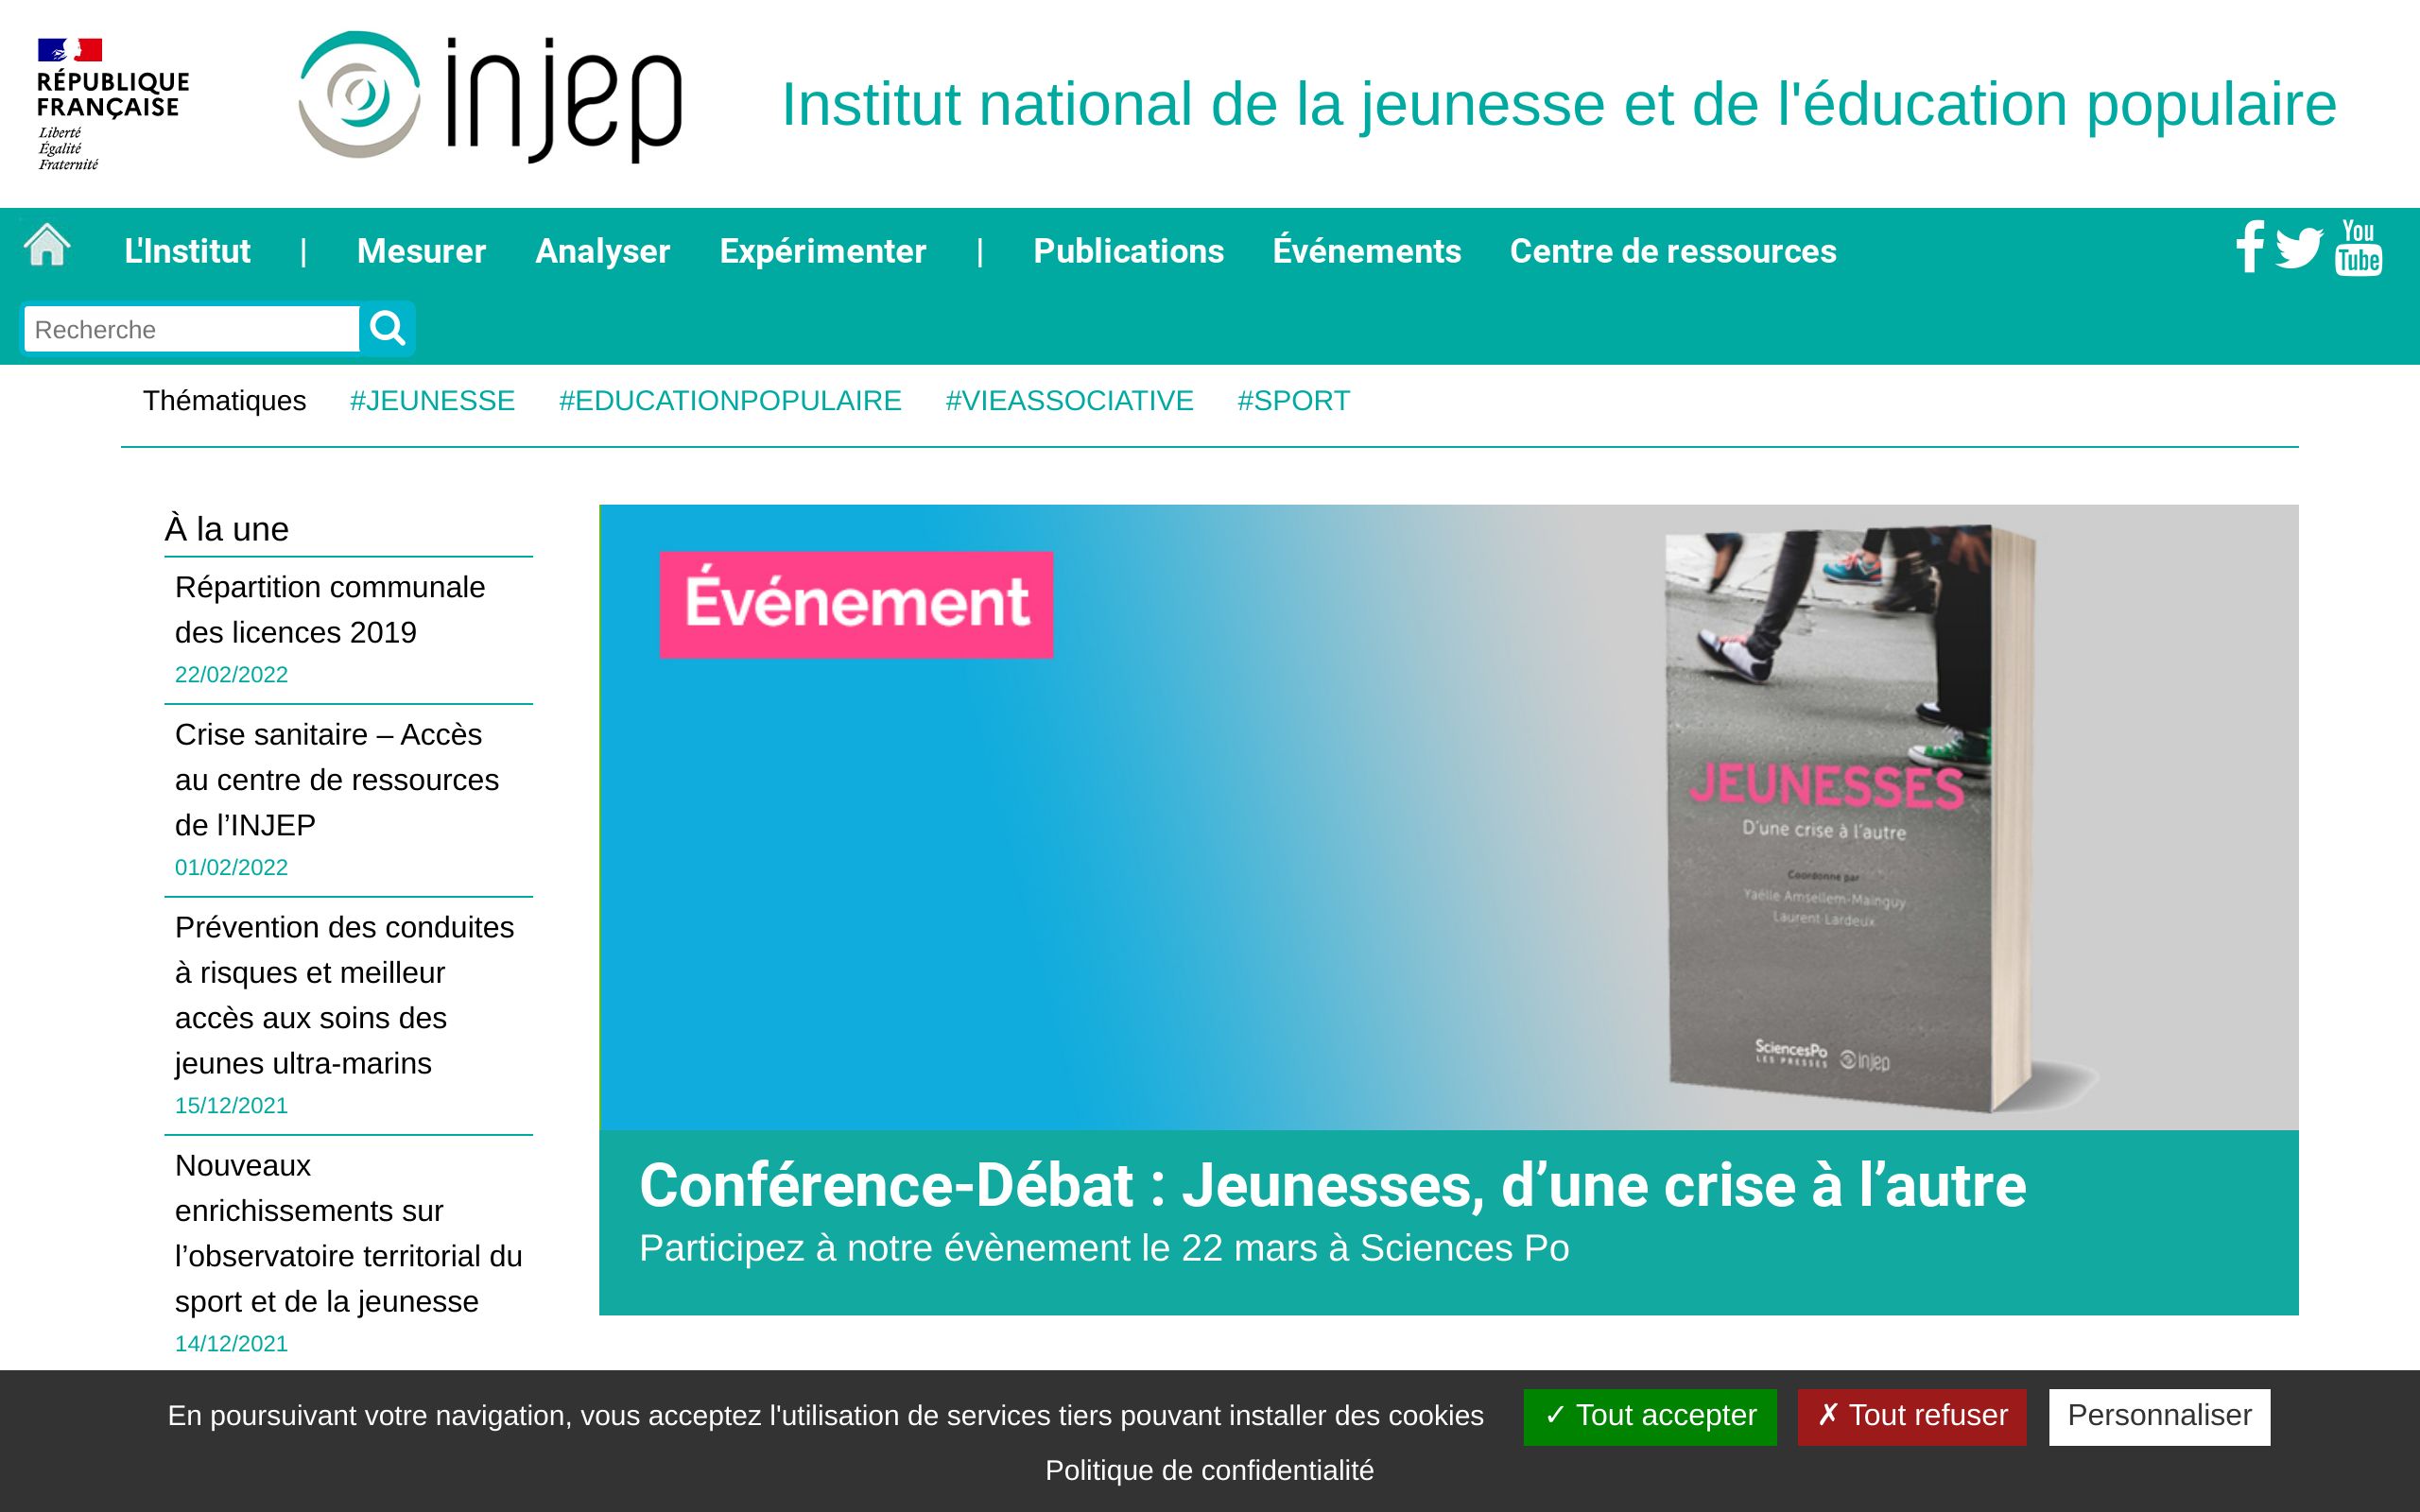 RÉPUBLIQUE
FRANÇAISE
Liberté
Égalité
Fraternité
injep
Institut national de la jeunesse et de l'éducation populaire
L'Institut | Mesurer Analyser Expérimenter | Publications Événements Centre de ressources
You
Tube
Recherche
Thématiques #JEUNESSE #EDUCATIONPOPULAIRE #VIEASSOCIATIVE #SPORT
À la une
Répartition communale
des licences 2019
22/02/2022
Crise sanitaire – Accès
au centre de ressources
de l’INJEP
01/02/2022
Prévention des conduites
à risques et meilleur
accès aux soins des
jeunes ultra-marins
15/12/2021
Nouveaux
enrichissements sur
l’observatoire territorial du
sport et de la jeunesse
14/12/2021
Événement
JEUNESSES
D'une crise à l'autre
Coordonné par
Yaëlle Amsellem-Mainguy
Laurent Lardeux
SciencesPo
LES PRESSES
injep
Conférence-Débat : Jeunesses, d’une crise à l’autre
Participez à notre évènement le 22 mars à Sciences Po
En poursuivant votre navigation, vous acceptez l'utilisation de services tiers pouvant installer des cookies ✓ Tout accepter ✗ Tout refuser Personnaliser
Politique de confidentialité